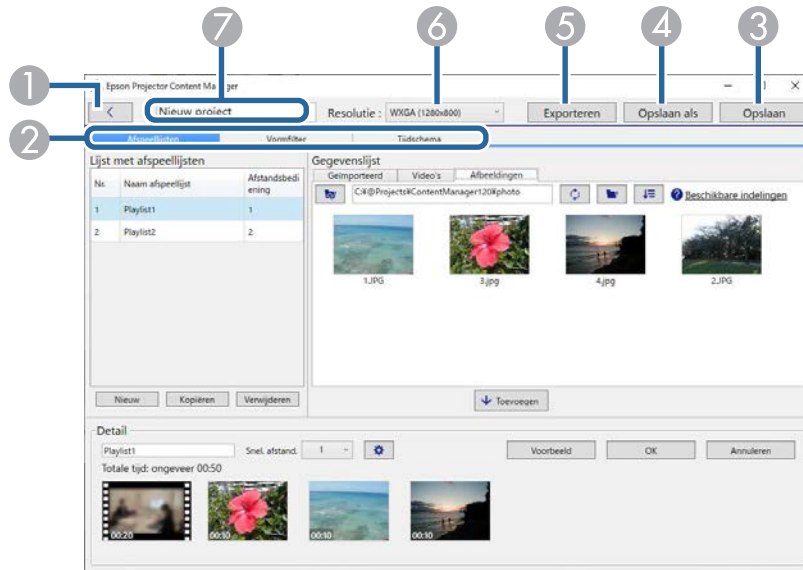 7 6 5 4 3
1
Epson Projector Content Manager
Nieuw project Resolutie : WXGA (1280x800) Exporteren Opslaan als Opslaan
2
Afspeellijsten Vormfilter Tijdschema
Lijst met afspeellijsten
Nr. Naam afspeellijst Afstandsbedi
ening
1 Playlist1 1
2 Playlist2 2
Nieuw Kopiëren Verwijderen
Gegevenslijst
Geïmporteerd Video's Afbeeldingen
C:¥@Projects¥ContentManager120¥photo Beschikbare indelingen
1.JPG 3.jpg 4.jpg 2.JPG
Toevoegen
Detail
Playlist1 Snel. afstand. 1 Voorbeeld OK Annuleren
Totale tijd: ongeveer 00:50
00:20 00:10 00:10 00:10